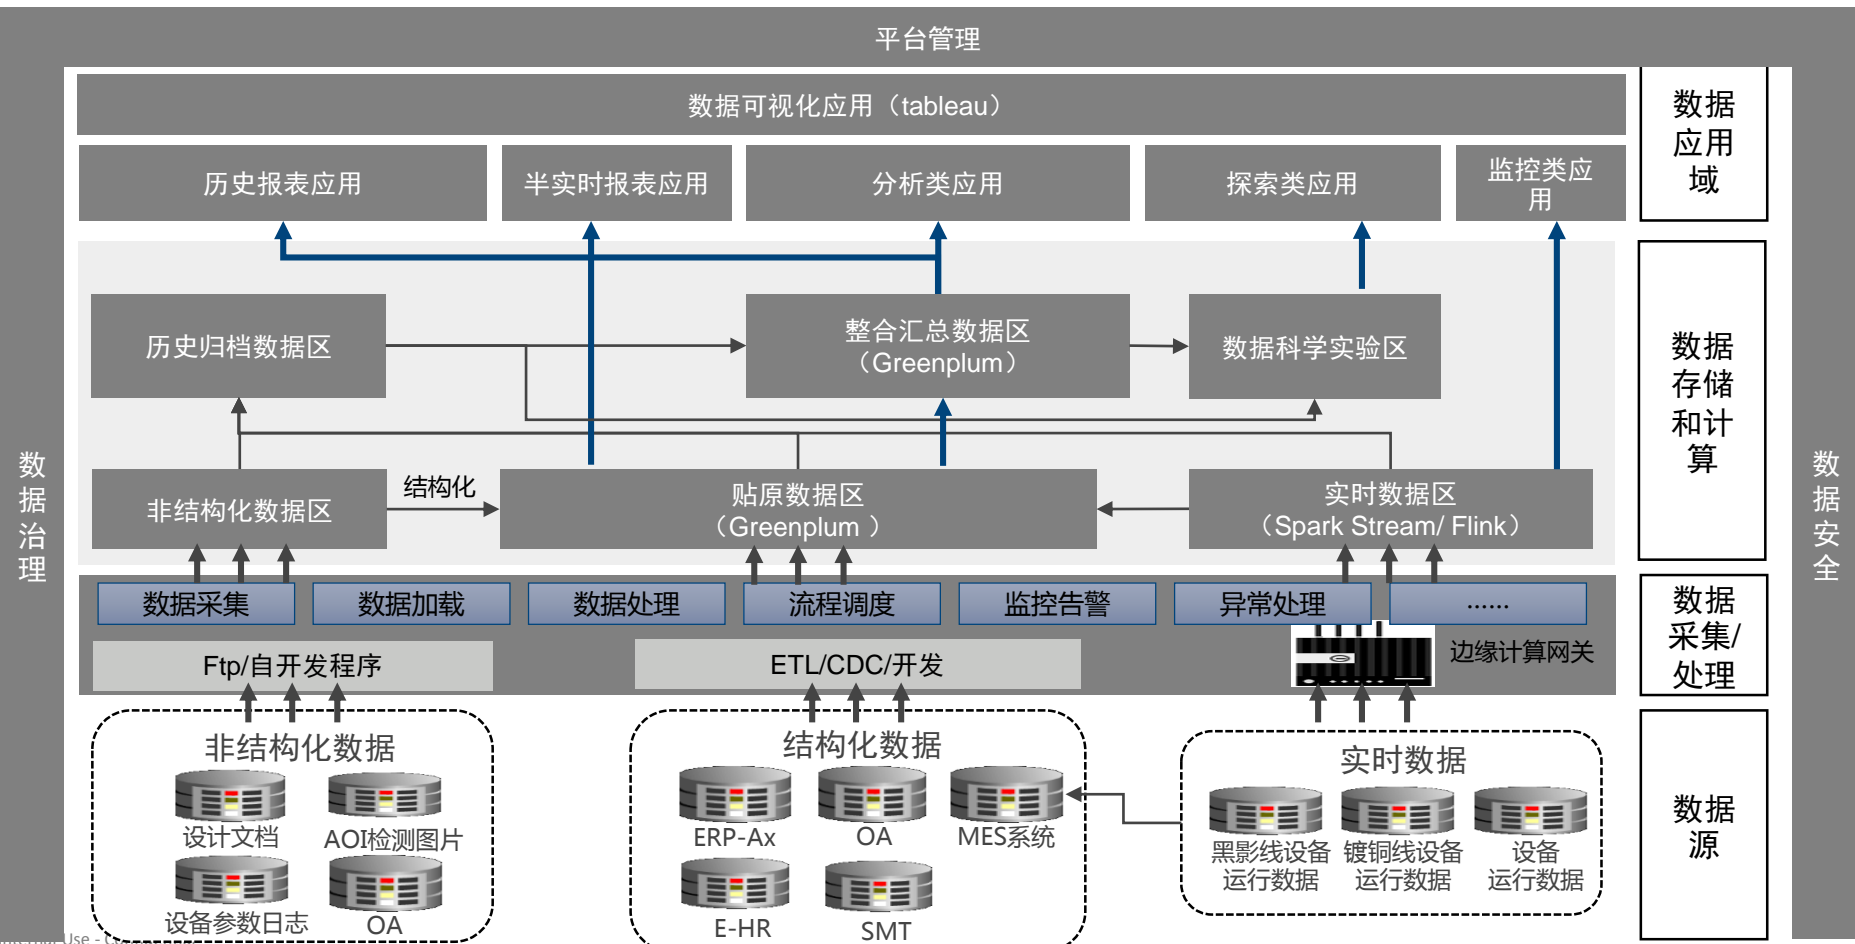 平台管理
数据可视化应用（tableau）
数据
应用
域
历史报表应用
半实时报表应用
分析类应用
探索类应用
监控类应
用
历史归档数据区
整合汇总数据区
（Greenplum）
数据科学实验区
数据
存储
和计
算
非结构化数据区
结构化
贴原数据区
（Greenplum ）
实时数据区
（Spark Stream/ Flink）
数
据
治
理
数
据
安
全
数据采集
数据加载
数据处理
流程调度
监控告警
异常处理
......
数据
采集/
处理
Ftp/自开发程序
ETL/CDC/开发
边缘计算网关
非结构化数据
设计文档
AOI检测图片
设备参数日志
OA
结构化数据
ERP-Ax
OA
MES系统
E-HR
SMT
实时数据
黑影线设备
运行数据
镀铜线设备
运行数据
设备
运行数据
数据
源
Use -